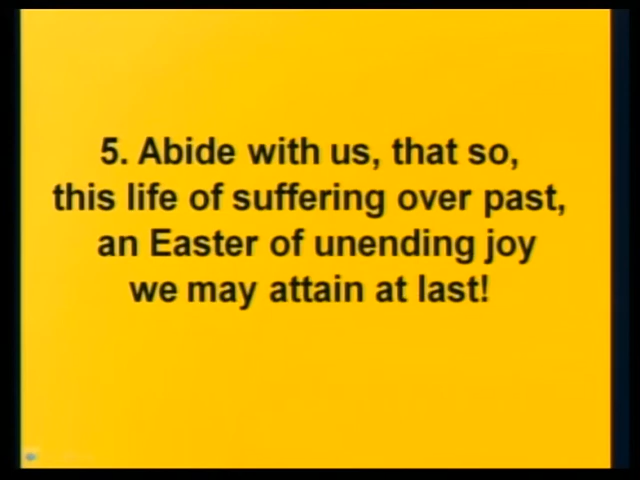 5. Abide with us, that so,
this life of suffering over past,
an Easter of unending joy
we may attain at last!